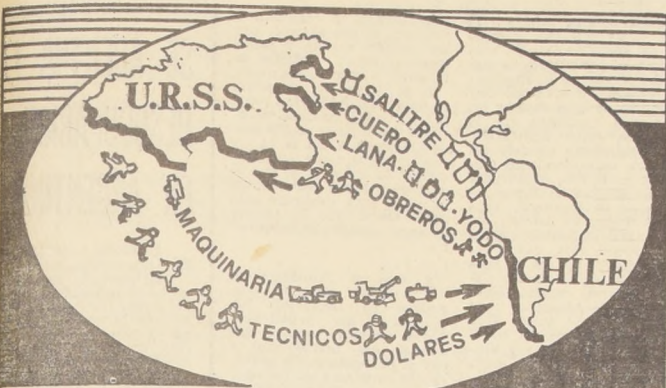 U.R.S.S.
SALITRE
CUERO
LANA.
YODO
OBREROS
MAQUINARIA
TECNICOS
DOLARES
CHILE